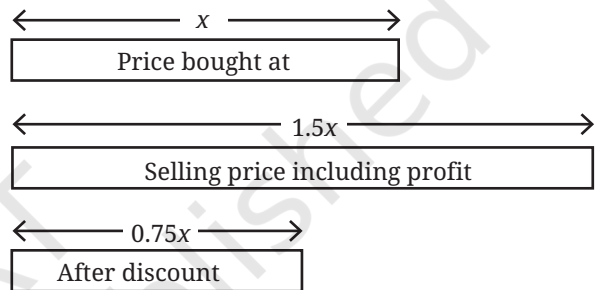 x
Price bought at
1.5x
Selling price including profit
0.75x
After discount